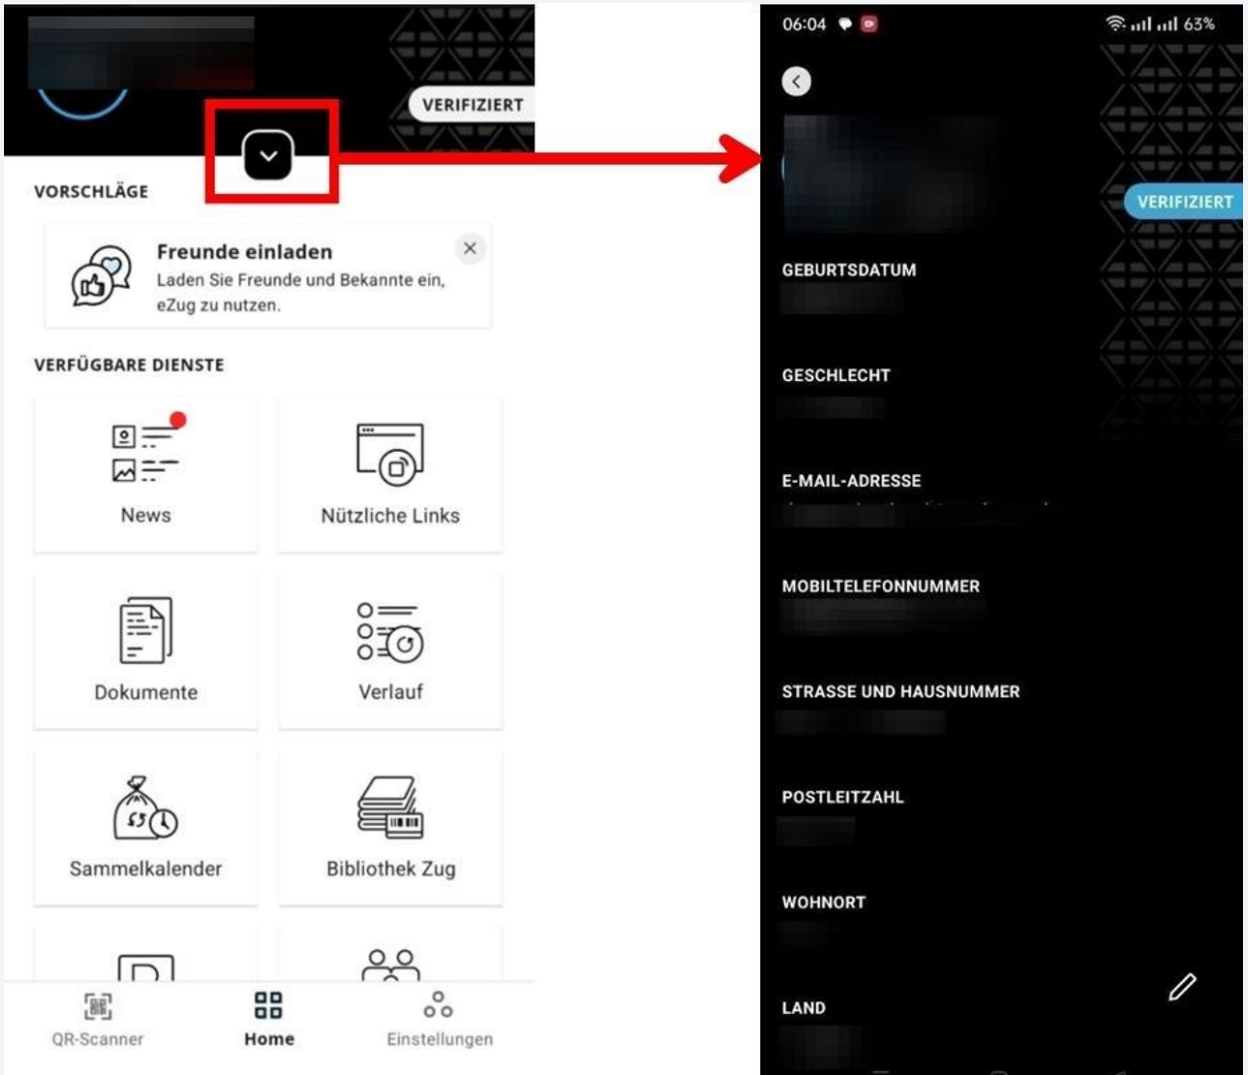 VERIFIZIERT
VORSCHLÄGE
Freunde einladen
Laden Sie Freunde und Bekannte ein,
eZug zu nutzen.
VERFÜGBARE DIENSTE
News
Nützliche Links
Dokumente
Verlauf
Sammelkalender
Bibliothek Zug
QR-Scanner
Home
Einstellungen
06:04
63%
VERIFIZIERT
GEBURTSDATUM
GESCHLECHT
E-MAIL-ADRESSE
MOBILTELEFONNUMMER
STRASSE UND HAUSNUMMER
POSTLEITZAHL
WOHNORT
LAND